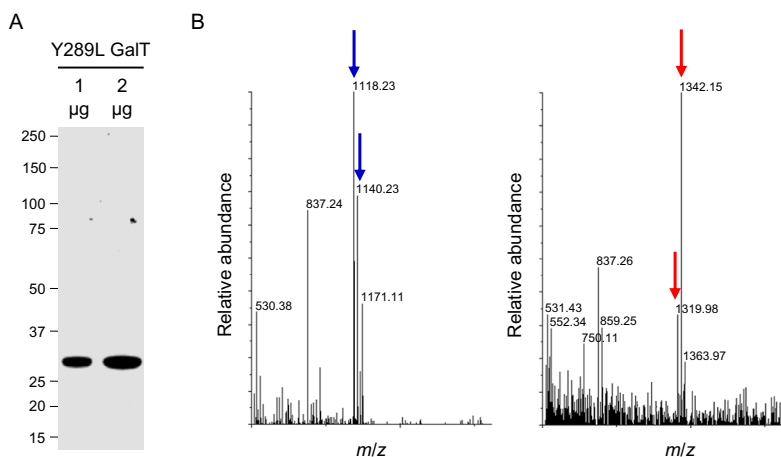 A
Y289L GalT
1 2
µg µg
250
150
100
75
50
37
25
20
15
B
Relative abundance
1118.23
1140.23
837.24
1171.11
530.38
m/z
Relative abundance
1342.15
837.26
1319.98
531.43
552.34
859.25
750.11
1363.97
m/z